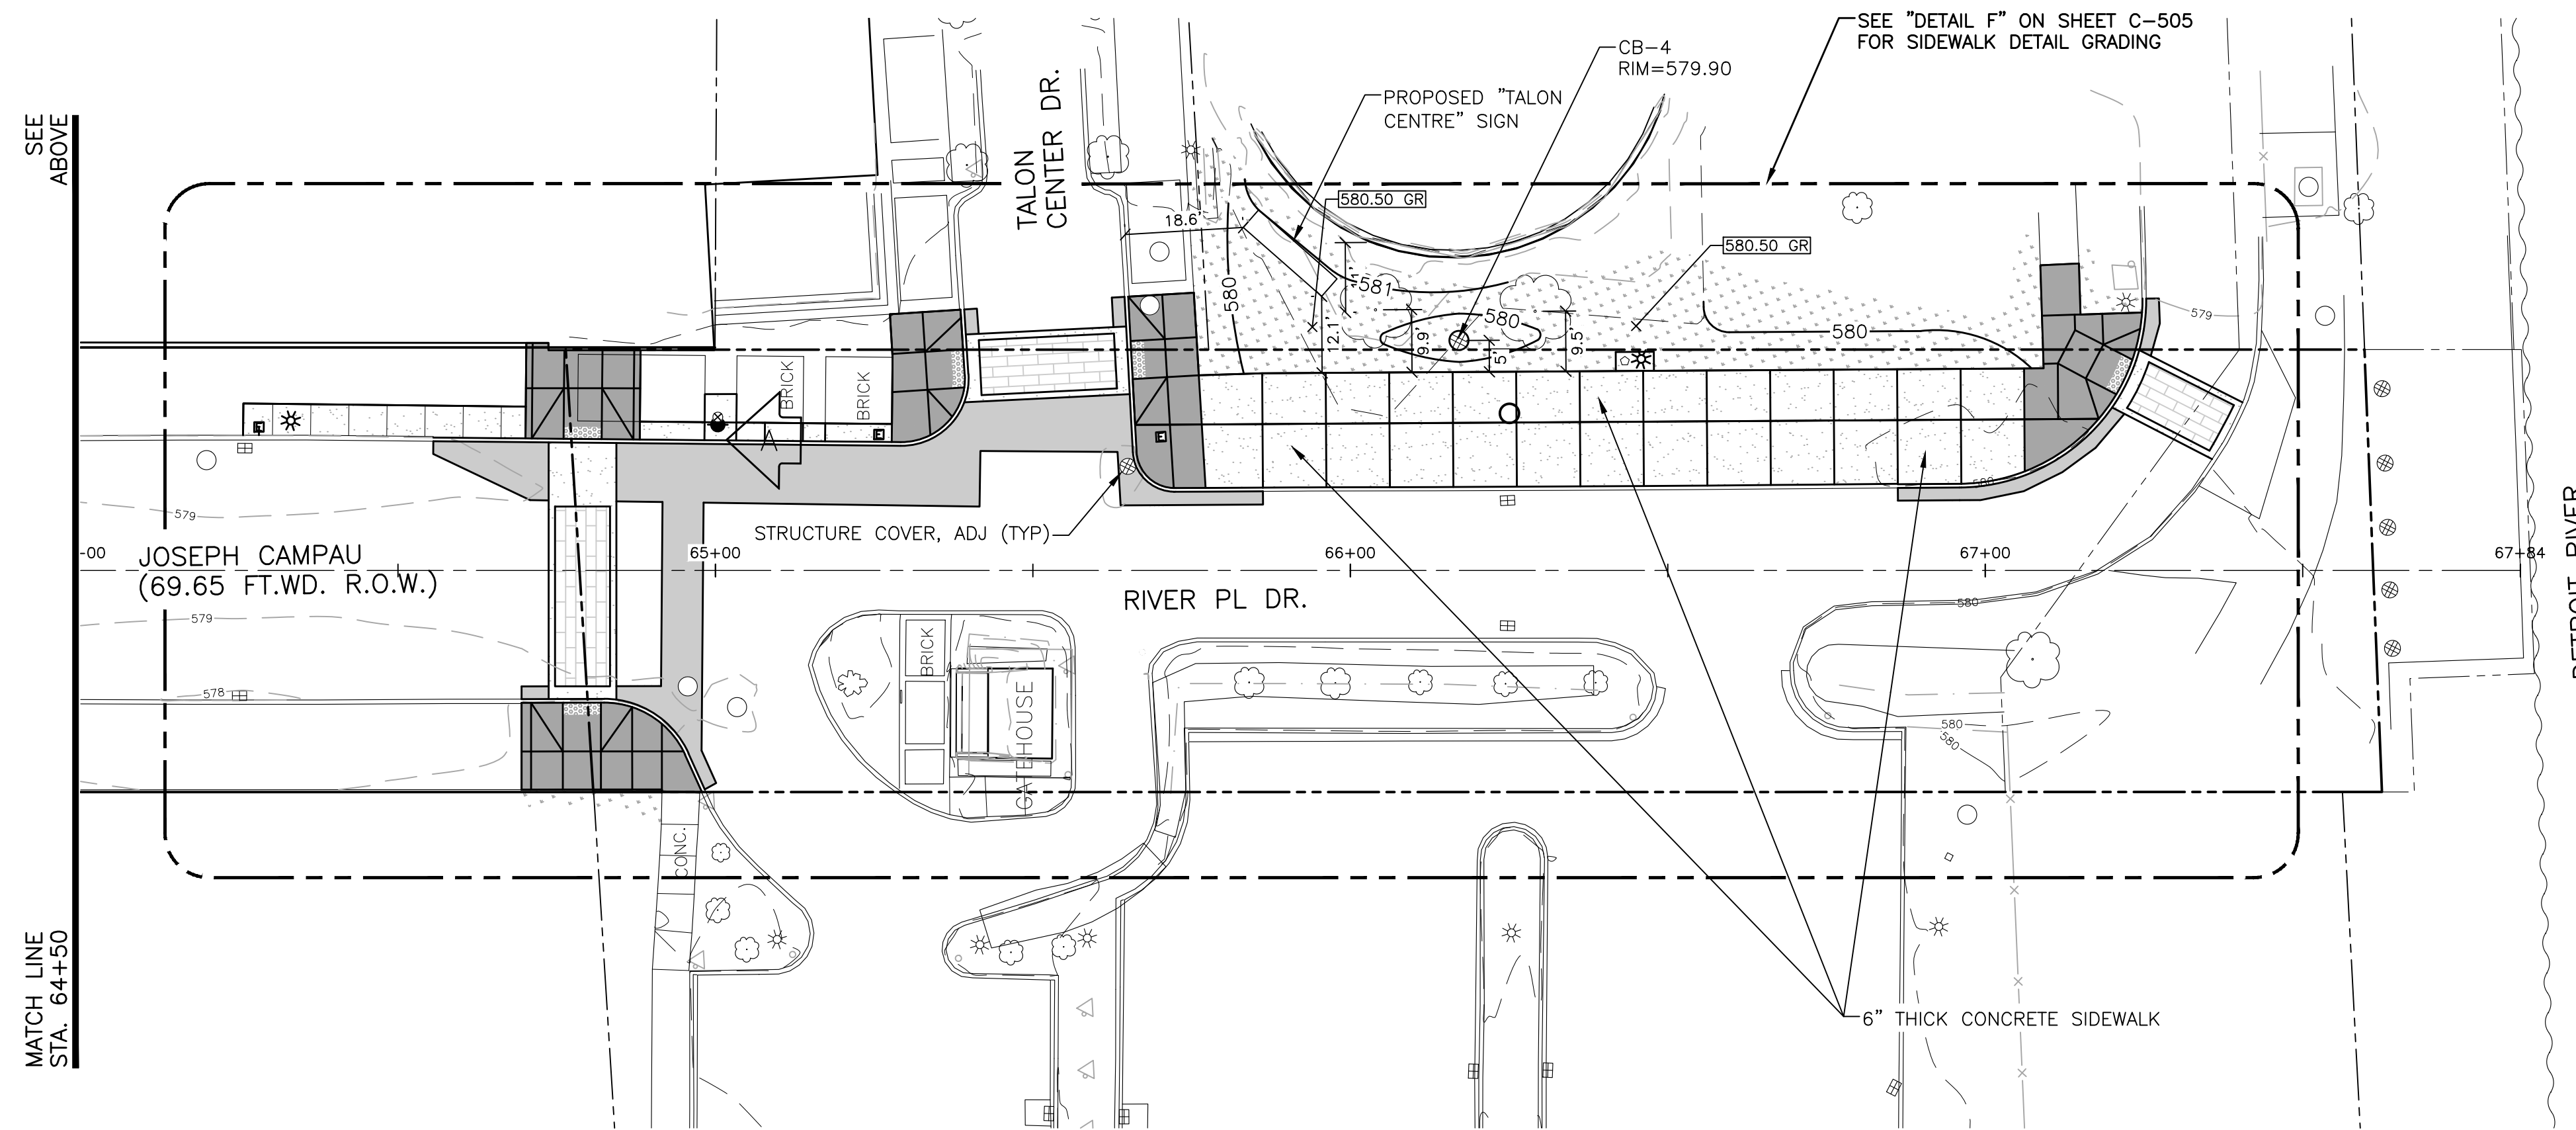 SEE "DETAIL F" ON SHEET C-505
FOR SIDEWALK DETAIL GRADING
CB-4
RIM=579.90
PROPOSED "TALON
CENTRE" SIGN
SEE
ABOVE
TALON
CENTER DR.
580.50 GR
580.50 GR
18.6'
580
581
580
580
12.1'
9.9'
5'
9.5'
579
BRICK
BRICK
A
E
E
E
580
579
STRUCTURE COVER, ADJ (TYP)
-00
65+00
66+00
67+00
67+84
JOSEPH CAMPAU
(69.65 FT.WD. R.O.W.)
RIVER PL DR.
DETROIT RIVER
579
580
578
BRICK
GATEHOUSE
580
580
CONC.
MATCH LINE
STA. 64+50
6" THICK CONCRETE SIDEWALK